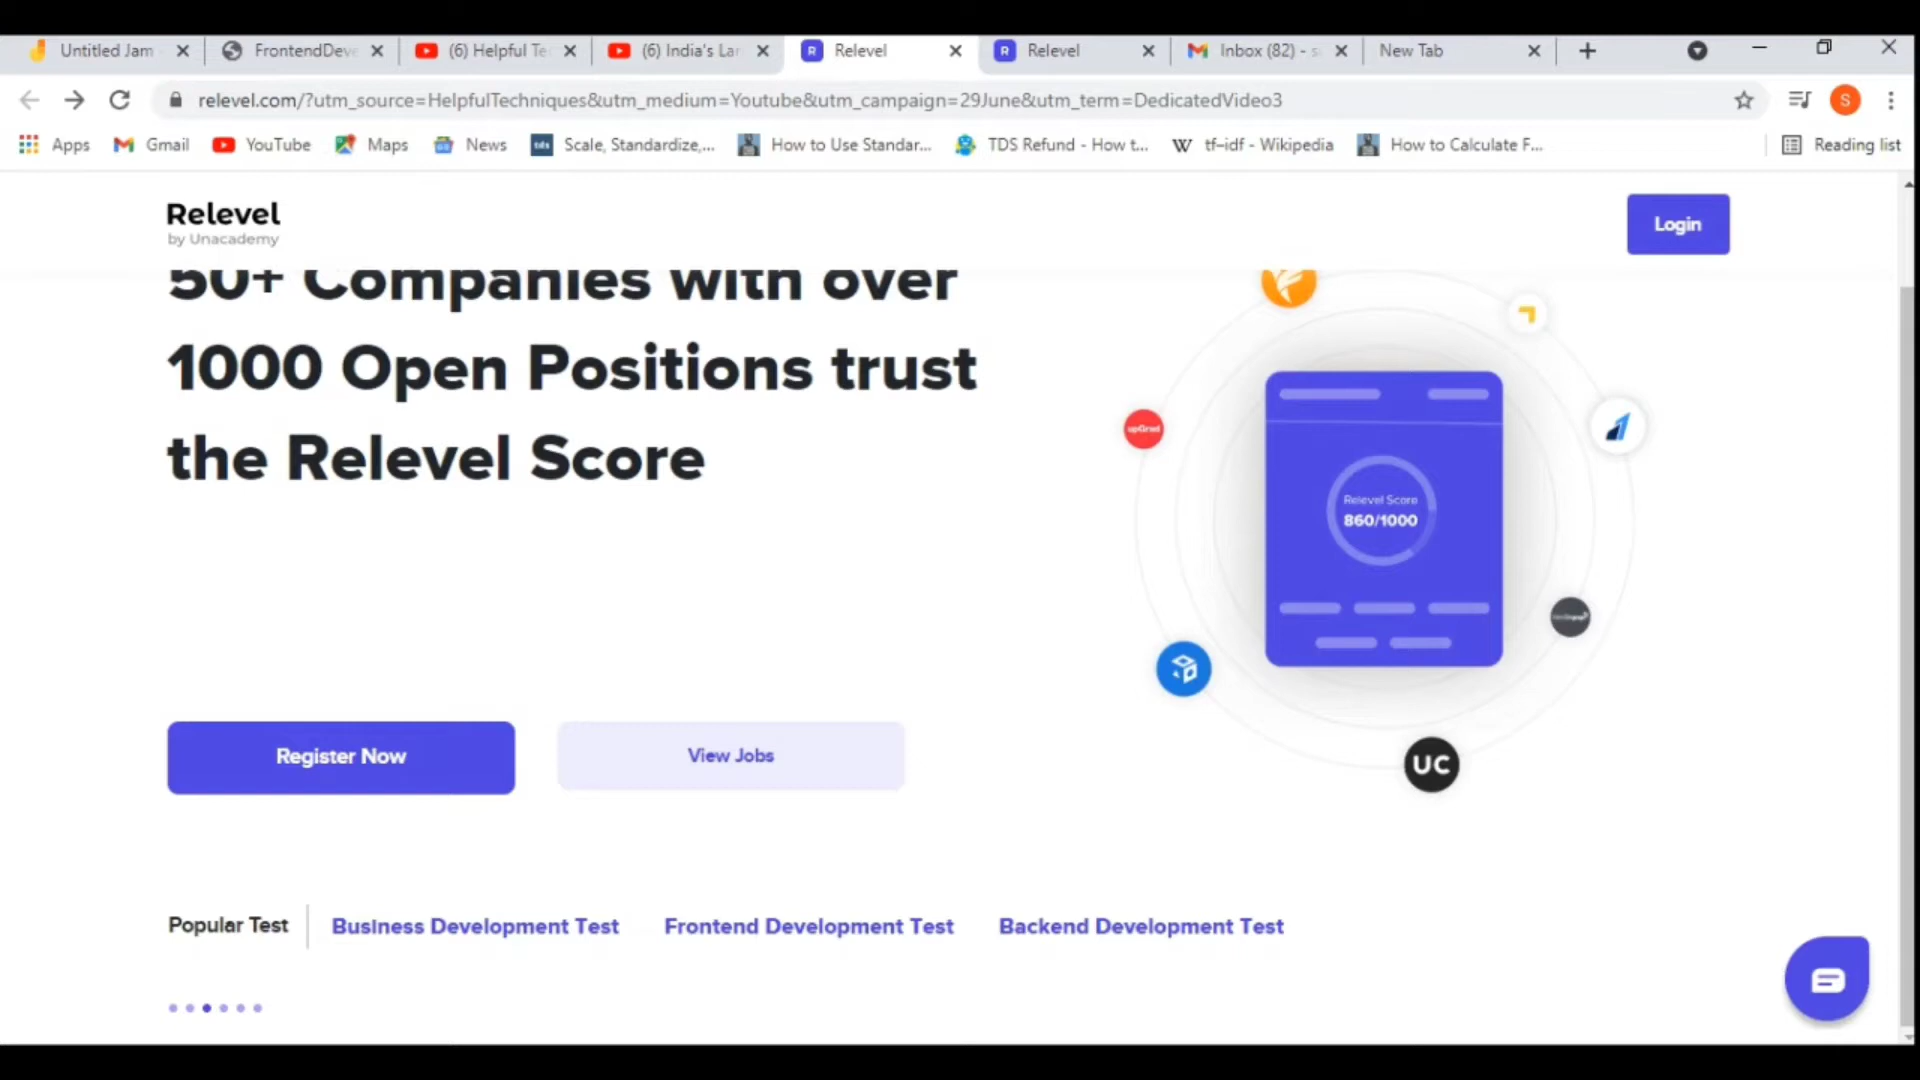 Untitled Jam
FrontendDeve
(6) Helpful Te
(6) India's Lar
Relevel
Relevel
Inbox (82) - s
New Tab
relevel.com/?utm_source=HelpfulTechniques&utm_medium=Youtube&utm_campaign=29June&utm_term=DedicatedVideo3
S
Apps
Gmail
YouTube
Maps
News
Scale, Standardize,...
How to Use Standar...
TDS Refund - How t...
W tf-idf - Wikipedia
How to Calculate F...
Reading list
Relevel
by Unacademy
Login
50+ Companies with over
1000 Open Positions trust
the Relevel Score
upGrad
Relevel Score
860/1000
UC
Register Now
View Jobs
Popular Test
Business Development Test
Frontend Development Test
Backend Development Test